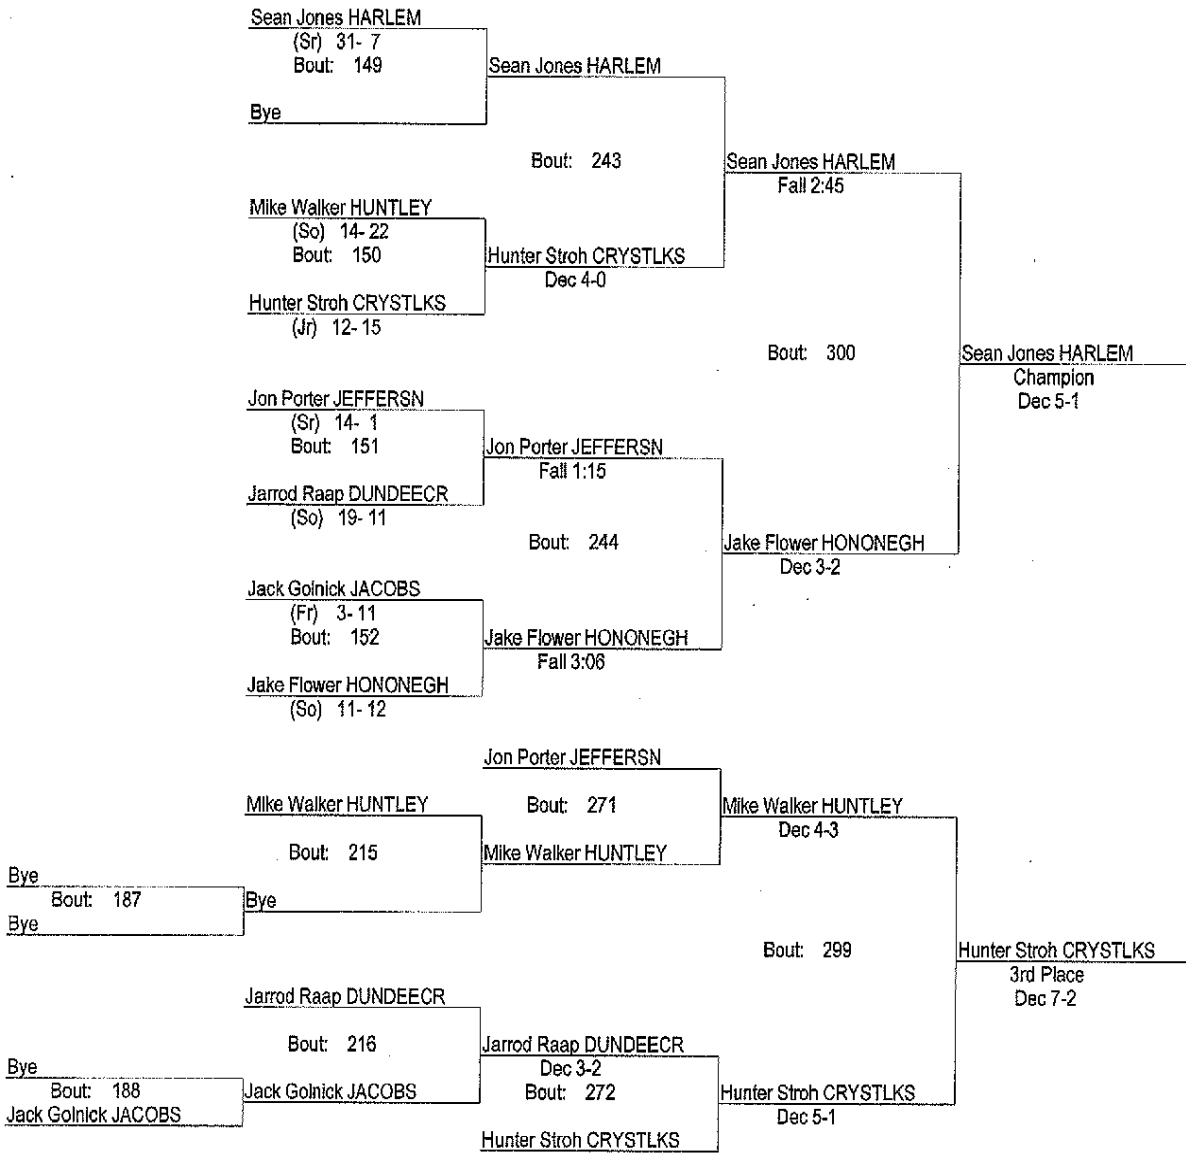 Sean Jones HARLEM
(Sr) 31- 7
Bout: 149
Sean Jones HARLEM
Bye
Bout: 243
Sean Jones HARLEM
Fall 2:45
Mike Walker HUNTLEY
(So) 14- 22
Bout: 150
Hunter Stroh CRYSTLKS
Dec 4-0
Hunter Stroh CRYSTLKS
(Jr) 12- 15
Bout: 300
Sean Jones HARLEM
Champion
Dec 5-1
Jon Porter JEFFERSN
(Sr) 14- 1
Bout: 151
Jon Porter JEFFERSN
Fall 1:15
Jarrod Raap DUNDEECR
(So) 19- 11
Bout: 244
Jake Flower HONONEGH
Dec 3-2
Jack Golnick JACOBS
(Fr) 3- 11
Bout: 152
Jake Flower HONONEGH
Fall 3:06
Jake Flower HONONEGH
(So) 11- 12
Jon Porter JEFFERSN
Mike Walker HUNTLEY
Bout: 271
Mike Walker HUNTLEY
Dec 4-3
Bout: 215
Mike Walker HUNTLEY
Bye
Bout: 187
Bye
Bye
Bout: 299
Hunter Stroh CRYSTLKS
3rd Place
Dec 7-2
Jarrod Raap DUNDEECR
Bout: 216
Jarrod Raap DUNDEECR
Dec 3-2
Bye
Bout: 188
Jack Golnick JACOBS
Bout: 272
Hunter Stroh CRYSTLKS
Dec 5-1
Jack Golnick JACOBS
Hunter Stroh CRYSTLKS